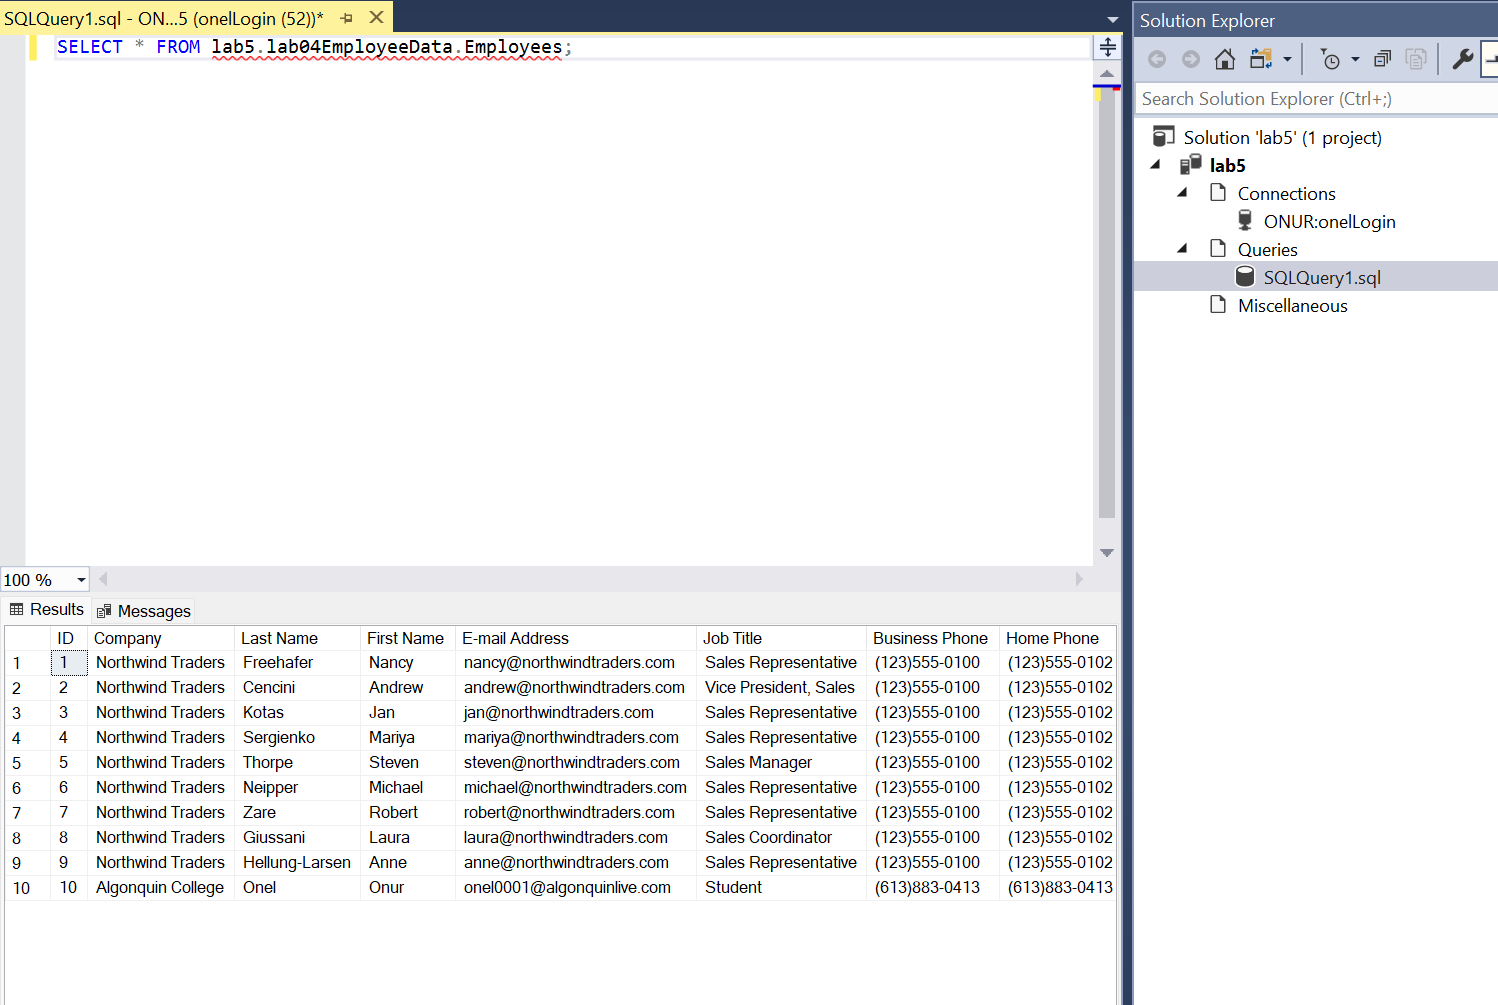 SQLQuery1.sql - ON...5 (onelLogin (52))*
SELECT * FROM lab5.lab04EmployeeData.Employees;
100 %
Results Messages
ID Company Last Name First Name E-mail Address Job Title Business Phone Home Phone
1 1 Northwind Traders Freehafer Nancy nancy@northwindtraders.com Sales Representative (123)555-0100 (123)555-0102
2 2 Northwind Traders Cencini Andrew andrew@northwindtraders.com Vice President, Sales (123)555-0100 (123)555-0102
3 3 Northwind Traders Kotas Jan jan@northwindtraders.com Sales Representative (123)555-0100 (123)555-0102
4 4 Northwind Traders Sergienko Mariya mariya@northwindtraders.com Sales Representative (123)555-0100 (123)555-0102
5 5 Northwind Traders Thorpe Steven steven@northwindtraders.com Sales Manager (123)555-0100 (123)555-0102
6 6 Northwind Traders Neipper Michael michael@northwindtraders.com Sales Representative (123)555-0100 (123)555-0102
7 7 Northwind Traders Zare Robert robert@northwindtraders.com Sales Representative (123)555-0100 (123)555-0102
8 8 Northwind Traders Giussani Laura laura@northwindtraders.com Sales Coordinator (123)555-0100 (123)555-0102
9 9 Northwind Traders Hellung-Larsen Anne anne@northwindtraders.com Sales Representative (123)555-0100 (123)555-0102
10 10 Algonquin College Onel Onur onel0001@algonquinlive.com Student (613)883-0413 (613)883-0413
Solution Explorer
Search Solution Explorer (Ctrl+;)
Solution 'lab5' (1 project)
lab5
Connections
ONUR:onelLogin
Queries
SQLQuery1.sql
Miscellaneous